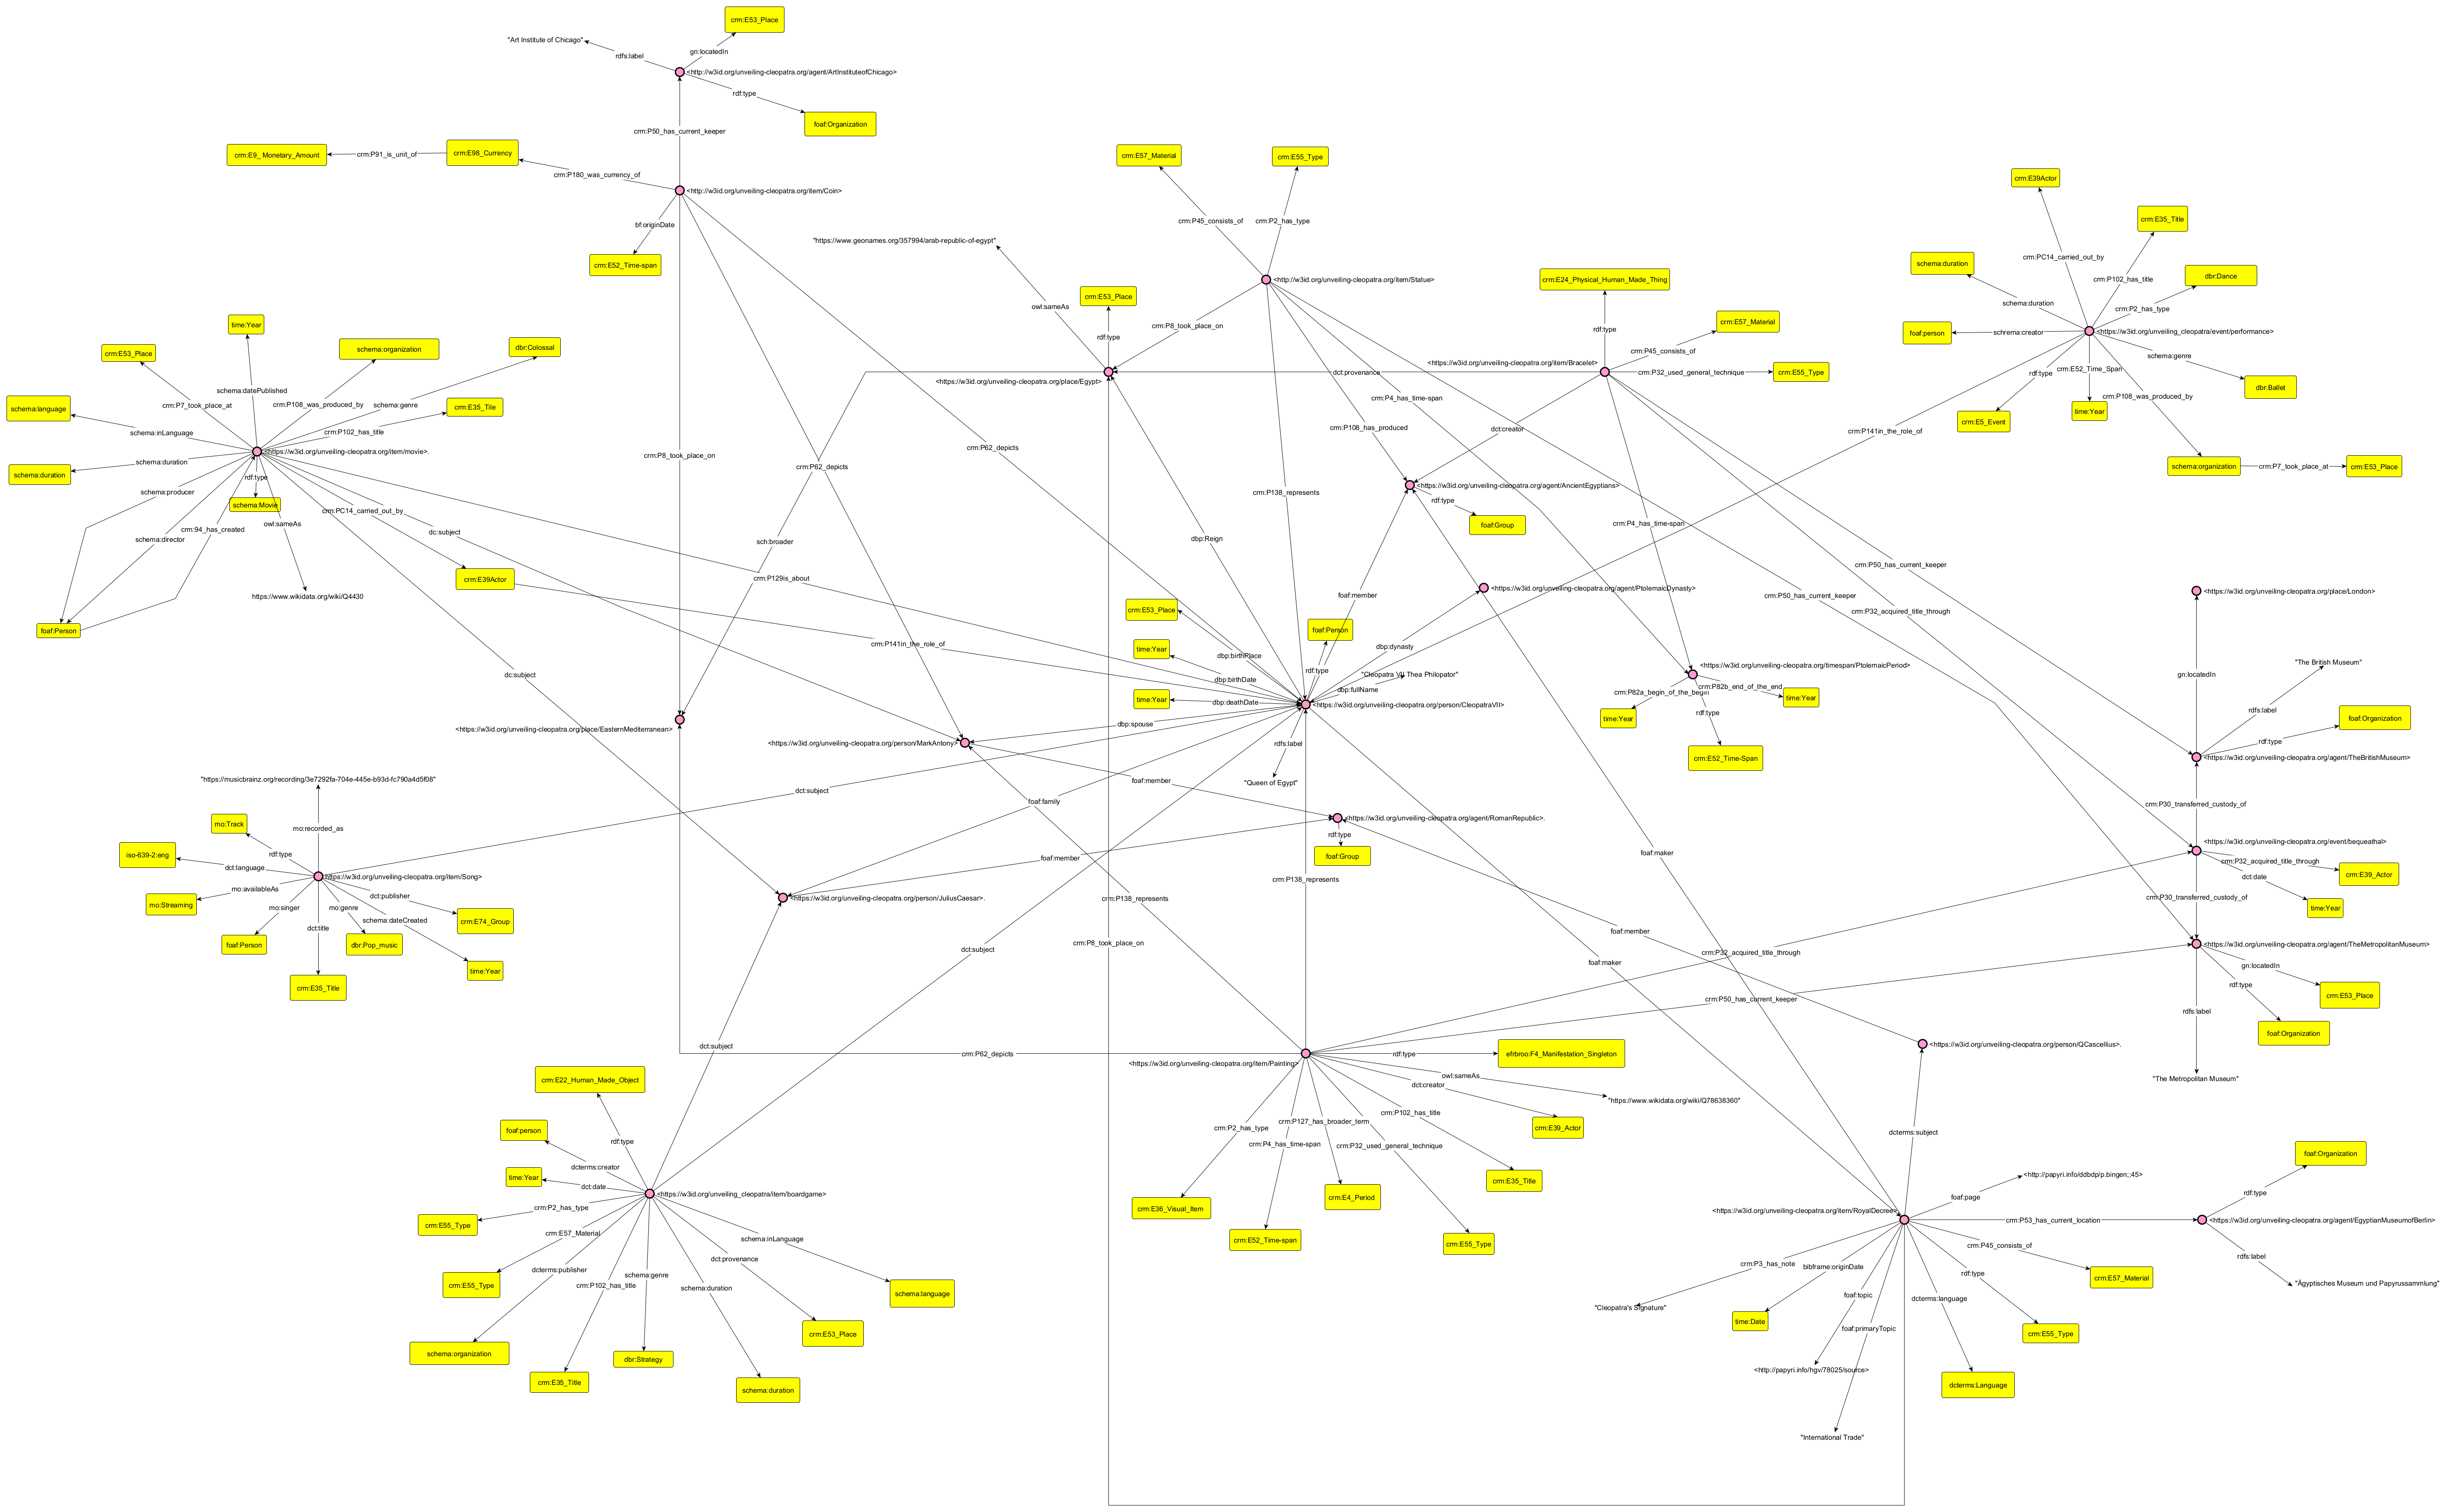 crm:E53_Place
"Art Institute of Chicago"
gn:locatedIn
rdfs:label
<http://w3id.org/unveiling-cleopatra.org/agent/ArtInstituteofChicago>
rdf:type
foaf:Organization
crm:P50_has_current_keeper
crm:E9_ Monetary_Amount
crm:P91_is_unit_of
crm:E98_Currency
crm:P180_was_currency_of
<http://w3id.org/unveiling-cleopatra.org/item/Coin>
bf:originDate
crm:E52_Time-span
crm:P8_took_place_on
crm:P62_depicts
crm:P62_depicts
crm:E57_Material
crm:E55_Type
crm:P45_consists_of
crm:P2_has_type
"https://www.geonames.org/357994/arab-republic-of-egypt"
<http://w3id.org/unveiling-cleopatra.org/item/Statue>
owl:sameAs
crm:E53_Place
rdf:type
crm:P8_took_place_on
<https://w3id.org/unveiling-cleopatra.org/place/Egypt>
crm:E24_Physical_Human_Made_Thing
rdf:type
crm:E57_Material
crm:P45_consists_of
<https://w3id.org/unveiling-cleopatra.org/item/Bracelet>
crm:P32_used_general_technique
crm:E55_Type
dct:provenance
crm:P4_has_time-span
crm:P108_has_produced
dct:creator
crm:P138_represents
<https://w3id.org/unveiling-cleopatra.org/agent/AncientEgyptians>
rdf:type
foaf:Group
crm:P4_has_time-span
dbp:Reign
sch:broader
crm:E39Actor
crm:E35_Title
crm:PC14_carried_out_by
schema:duration
crm:P102_has_title
dbr:Dance
crm:P2_has_type
schema:duration
foaf:person
schrema:creator
<https://w3id.org/unveiling_cleopatra/event/performance>
schema:genre
rdf:type
crm:E52_Time_Span
dbr:Ballet
crm:P108_was_produced_by
crm:E5_Event
time:Year
crm:P141in_the_role_of
schema:organization
crm:P7_took_place_at
crm:E53_Place
time:Year
crm:E53_Place
schema:organization
dbr:Colossal
schema:datePublished
crm:P7_took_place_at
crm:P108_was_produced_by
schema:genre
schema:language
crm:E35_Tile
schema:inLanguage
crm:P102_has_title
<https://w3id.org/unveiling-cleopatra.org/item/movie>.
schema:duration
schema:duration
rdf:type
schema:producer
schema:Movie
crm:PC14_carried_out_by
owl:sameAs
crm:94_has_created
schema:director
dc:subject
crm:E39Actor
https://www.wikidata.org/wiki/Q4430
foaf:Person
crm:P129is_about
crm:P141in_the_role_of
dc:subject
crm:P50_has_current_keeper
crm:P50_has_current_keeper
crm:P32_acquired_title_through
<https://w3id.org/unveiling-cleopatra.org/agent/PtolemaicDynasty>
foaf:member
crm:E53_Place
foaf:Person
dbp:dynasty
time:Year
dbp:birthPlace
rdf:type
"Cleopatra VII Thea Philopator"
dbp:birthDate
dbp:fullName
time:Year
dbp:deathDate
<https://w3id.org/unveiling-cleopatra.org/person/CleopatraVII>
dbp:spouse
rdfs:label
"Queen of Egypt"
<https://w3id.org/unveiling-cleopatra.org/timespan/PtolemaicPeriod>
crm:P82b_end_of_the_end
crm:P82a_begin_of_the_begin
time:Year
time:Year
rdf:type
crm:E52_Time-Span
<https://w3id.org/unveiling-cleopatra.org/place/London>
gn:locatedIn
"The British Museum"
rdfs:label
foaf:Organization
rdf:type
<https://w3id.org/unveiling-cleopatra.org/agent/TheBritishMuseum>
crm:P30_transferred_custody_of
<https://w3id.org/unveiling-cleopatra.org/event/bequeathal>
crm:P32_acquired_title_through
crm:E39_Actor
dct:date
time:Year
crm:P30_transferred_custody_of
<https://w3id.org/unveiling-cleopatra.org/agent/TheMetropolitanMuseum>
gn:locatedIn
rdf:type
crm:E53_Place
rdfs:label
foaf:Organization
"The Metropolitan Museum"
<https://w3id.org/unveiling-cleopatra.org/place/EasternMediterranean>
<https://w3id.org/unveiling-cleopatra.org/person/MarkAntony>
foaf:member
foaf:family
<https://w3id.org/unveiling-cleopatra.org/agent/RomanRepublic>.
rdf:type
foaf:Group
foaf:member
<https://w3id.org/unveiling-cleopatra.org/person/JuliusCaesar>.
crm:P138_represents
crm:P138_represents
crm:P8_took_place_on
foaf:maker
foaf:member
foaf:maker
crm:P32_acquired_title_through
crm:P50_has_current_keeper
"https://musicbrainz.org/recording/3e7292fa-704e-445e-b93d-fc790a4d5f08"
dct:subject
mo:Track
mo:recorded_as
rdf:type
iso-639-2:eng
dct:language
https://w3id.org/unveiling-cleopatra.org/item/Song>
mo:availableAs
dct:publisher
mo:Streaming
mo:singer
mo:genre
schema:dateCreated
crm:E74_Group
dct:title
foaf:Person
dbr:Pop_music
time:Year
crm:E35_Title
dct:subject
dct:subject
crm:P62_depicts
<https://w3id.org/unveiling-cleopatra.org/item/Painting>
rdf:type
efrbroo:F4_Manifestation_Singleton
owl:sameAs
dct:creator
"https://www.wikidata.org/wiki/Q78638360"
crm:P102_has_title
crm:P127_has_broader_term
crm:P2_has_type
crm:E39_Actor
crm:P4_has_time-span
crm:P32_used_general_technique
crm:E35_Title
crm:E36_Visual_Item
crm:E4_Period
crm:E52_Time-span
crm:E55_Type
crm:E22_Human_Made_Object
foaf:person
rdf:type
dcterms:creator
time:Year
dct:date
<https://w3id.org/unveiling_cleopatra/item/boardgame>
crm:P2_has_type
crm:E55_Type
crm:E57_Material
schema:inLanguage
dct:provenance
dcterms:publisher
schema:genre
crm:E55_Type
crm:P102_has_title
schema:duration
schema:language
crm:E53_Place
schema:organization
dbr:Strategy
crm:E35_Title
schema:duration
<https://w3id.org/unveiling-cleopatra.org/person/QCascellius>.
dcterms:subject
foaf:Organization
<http://papyri.info/ddbdp/p.bingen;;45>
foaf:page
rdf:type
<https://w3id.org/unveiling-cleopatra.org/item/RoyalDecree>
crm:P53_has_current_location
<https://w3id.org/unveiling-cleopatra.org/agent/EgyptianMuseumofBerlin>
crm:P45_consists_of
rdfs:label
crm:P3_has_note
bibframe:originDate
rdf:type
crm:E57_Material
"Ägyptisches Museum und Papyrussammlung"
foaf:topic
dcterms:language
"Cleopatra's Signature"
time:Date
foaf:primaryTopic
crm:E55_Type
<http://papyri.info/hgv/78025/source>
dcterms:Language
"International Trade"